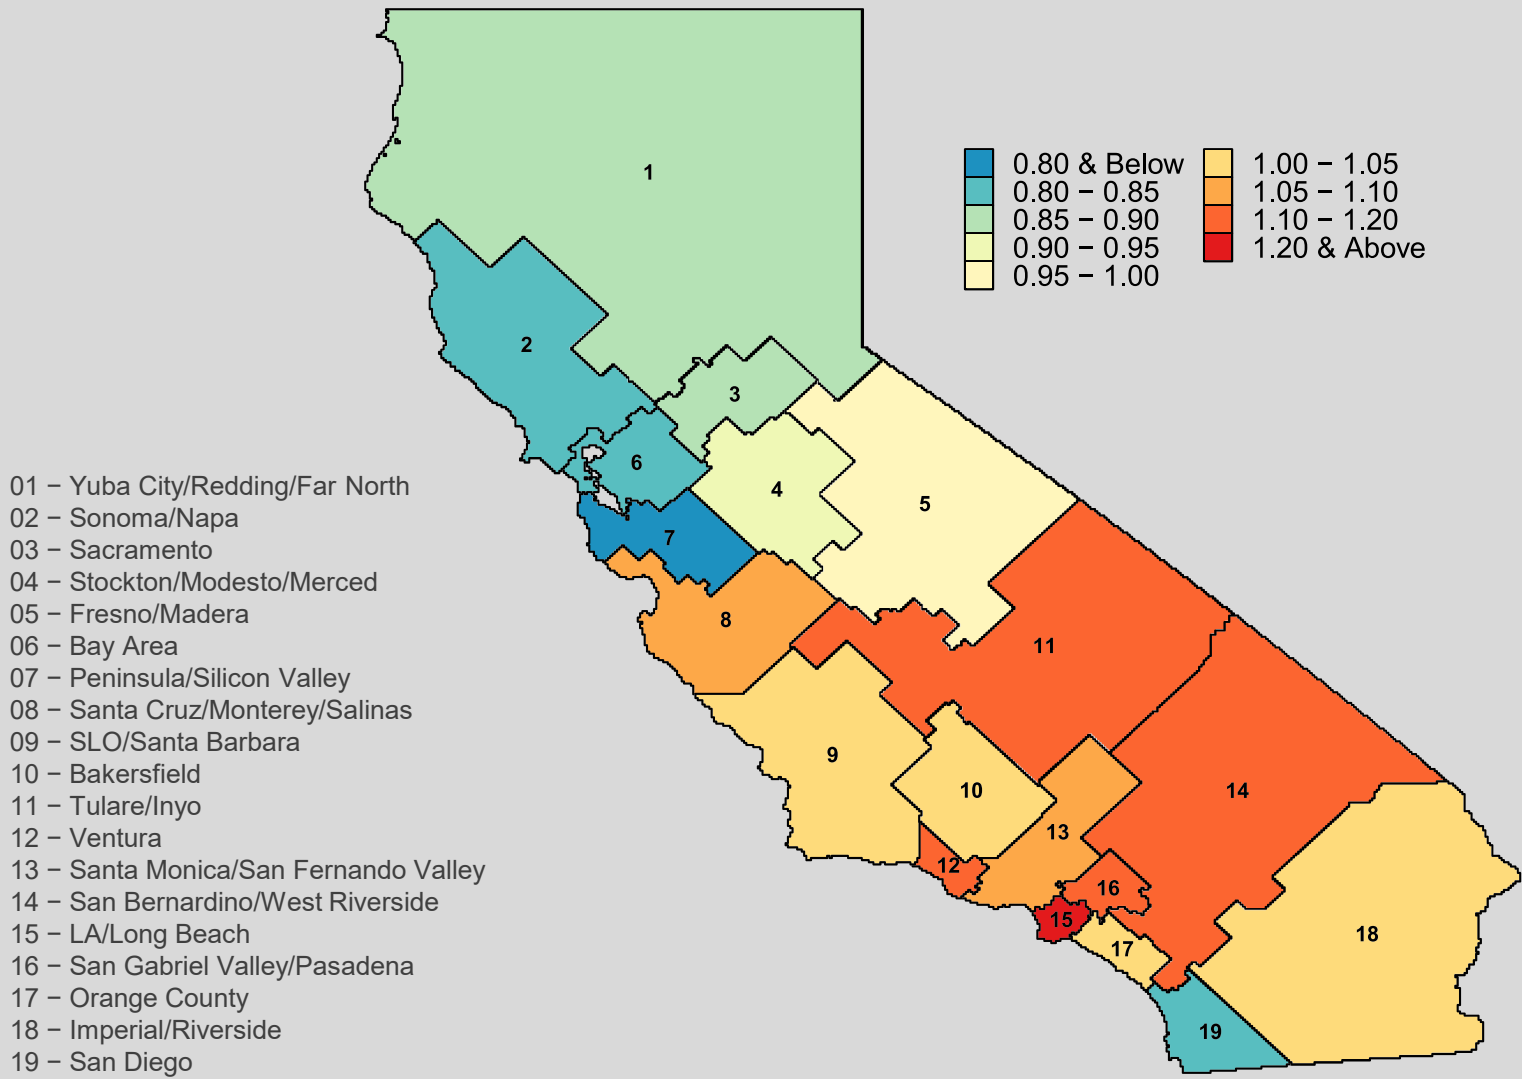 1
0.80 & Below
1.00 − 1.05
0.80 − 0.85
1.05 − 1.10
0.85 − 0.90
1.10 − 1.20
0.90 − 0.95
1.20 & Above
0.95 − 1.00
2
3
6
4
5
7
8
11
9
10
14
13
12
16
15
17
18
19
01 − Yuba City/Redding/Far North
02 − Sonoma/Napa
03 − Sacramento
04 − Stockton/Modesto/Merced
05 − Fresno/Madera
06 − Bay Area
07 − Peninsula/Silicon Valley
08 − Santa Cruz/Monterey/Salinas
09 − SLO/Santa Barbara
10 − Bakersfield
11 − Tulare/Inyo
12 − Ventura
13 − Santa Monica/San Fernando Valley
14 − San Bernardino/West Riverside
15 − LA/Long Beach
16 − San Gabriel Valley/Pasadena
17 − Orange County
18 − Imperial/Riverside
19 − San Diego